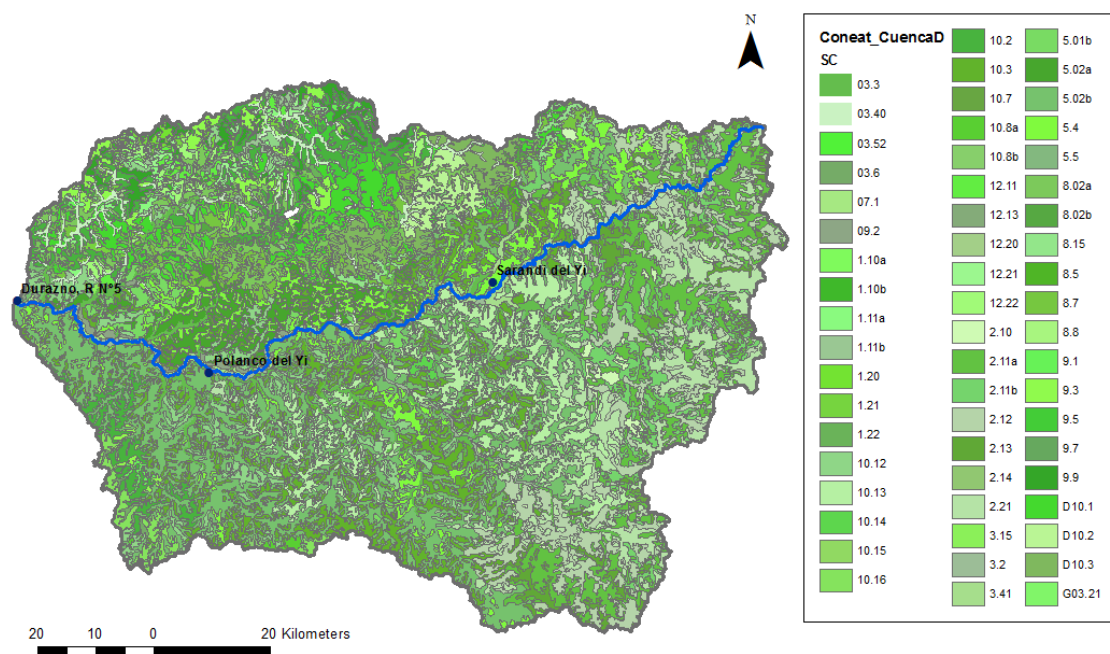 N
Durazno, R Nº5
Sarandí del Yí
Polanco del Yí
20 10 0 20 Kilometers
Coneat_CuencaD
SC
03.3
03.40
03.52
03.6
07.1
09.2
1.10a
1.10b
1.11a
1.11b
1.20
1.21
1.22
10.12
10.13
10.14
10.15
10.16
10.2
10.3
10.7
10.8a
10.8b
12.11
12.13
12.20
12.21
12.22
2.10
2.11a
2.11b
2.12
2.13
2.14
2.21
3.15
3.2
3.41
5.01b
5.02a
5.02b
5.4
5.5
8.02a
8.02b
8.15
8.5
8.7
8.8
9.1
9.3
9.5
9.7
9.9
D10.1
D10.2
D10.3
G03.21